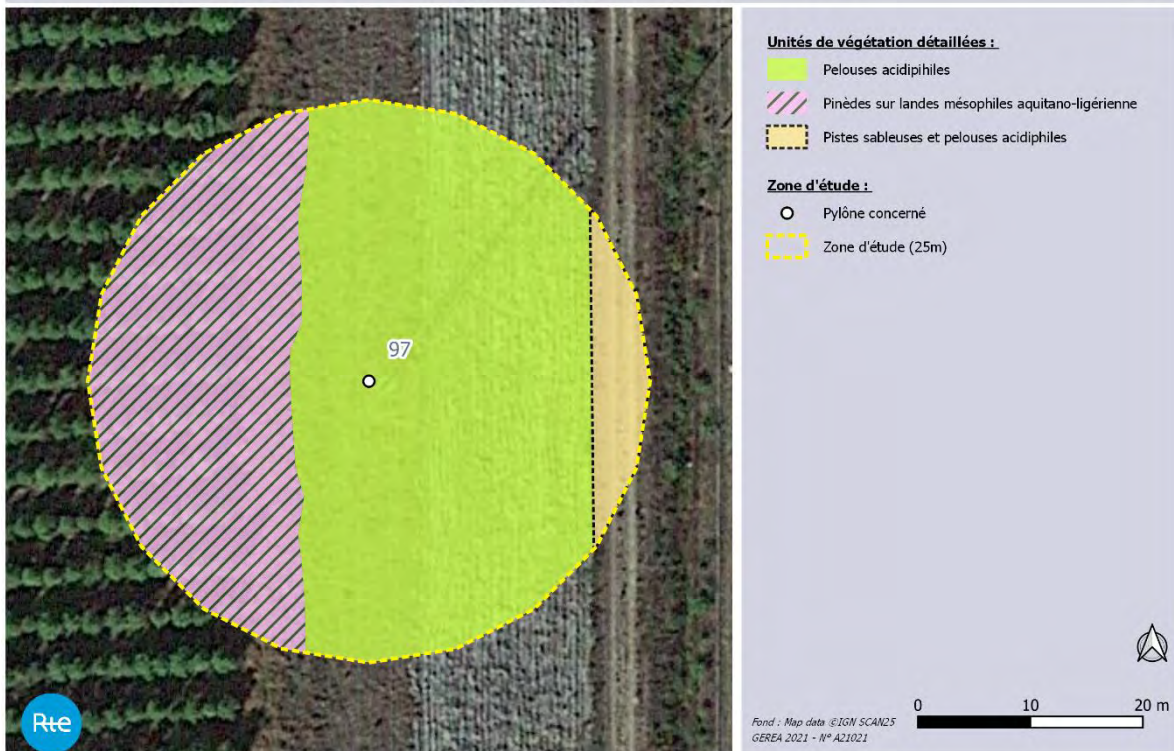 97
Rte
Unités de végétation détaillées :
Pelouses acidipihiles
Pinèdes sur landes mésophiles aquitano-ligérienne
Pistes sableuses et pelouses acidiphiles
Zone d'étude :
Pylône concerné
Zone d'étude (25m)
0 10 20 m
Fond : Map data ©IGN SCAN25
GEREA 2021 - N° A21021